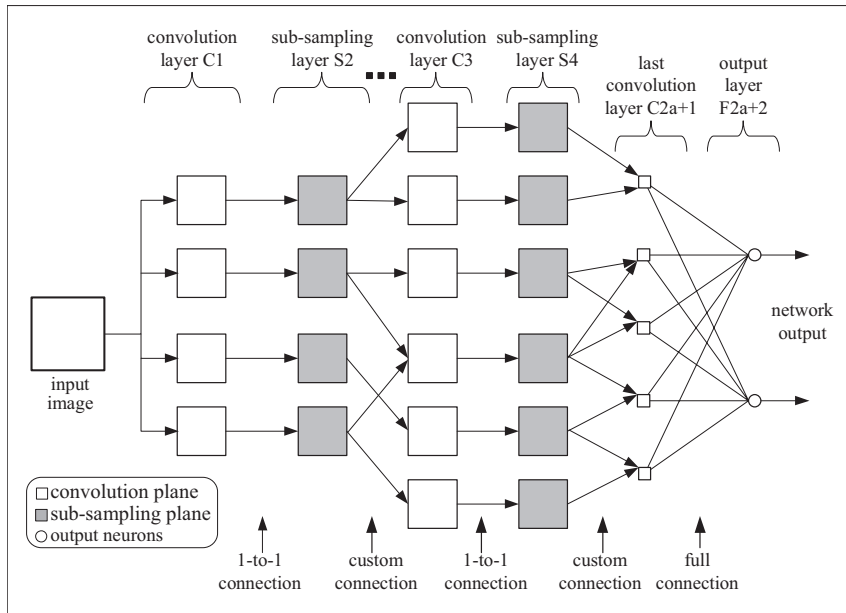 convolution
layer C1
sub-sampling
layer S2
convolution
layer C3
sub-sampling
layer S4
last
convolution
layer C2a+1
output
layer
F2a+2
input
image
network
output
convolution plane
sub-sampling plane
output neurons
1-to-1
connection
custom
connection
1-to-1
connection
custom
connection
full
connection